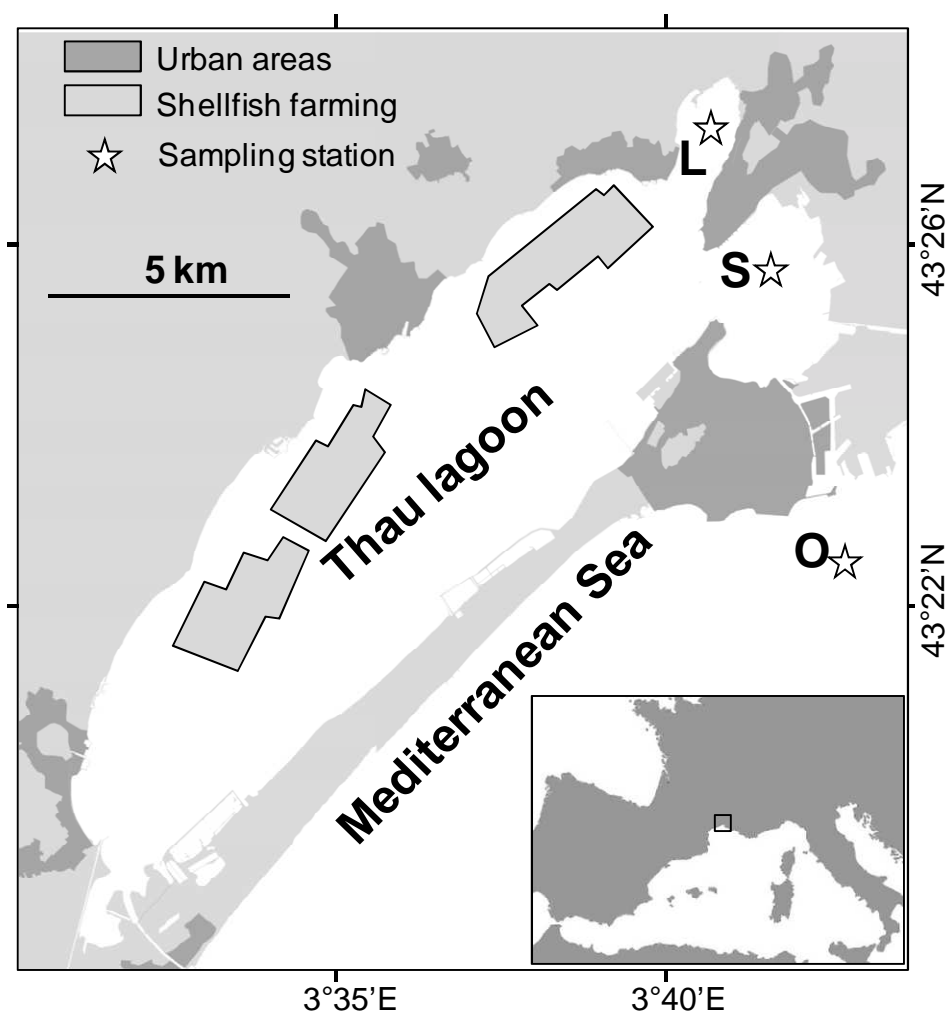 Urban areas
Shellfish farming
Sampling station
L
43°26'N
5 km
S
Thau lagoon
O
Mediterranean Sea
43°22'N
3°35'E
3°40'E